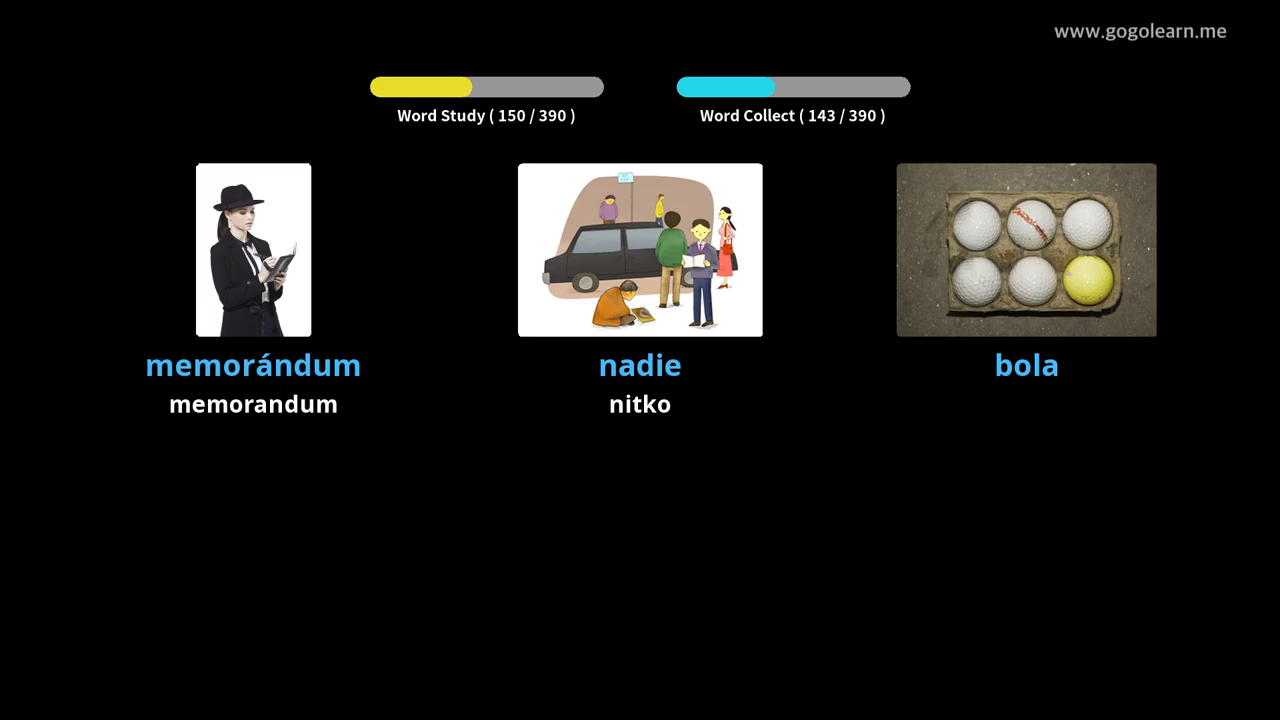 www.gogolearn.me
Word Study ( 150 / 390 )
Word Collect ( 143 / 390 )
memorándum
memorandum
nadie
nitko
bola